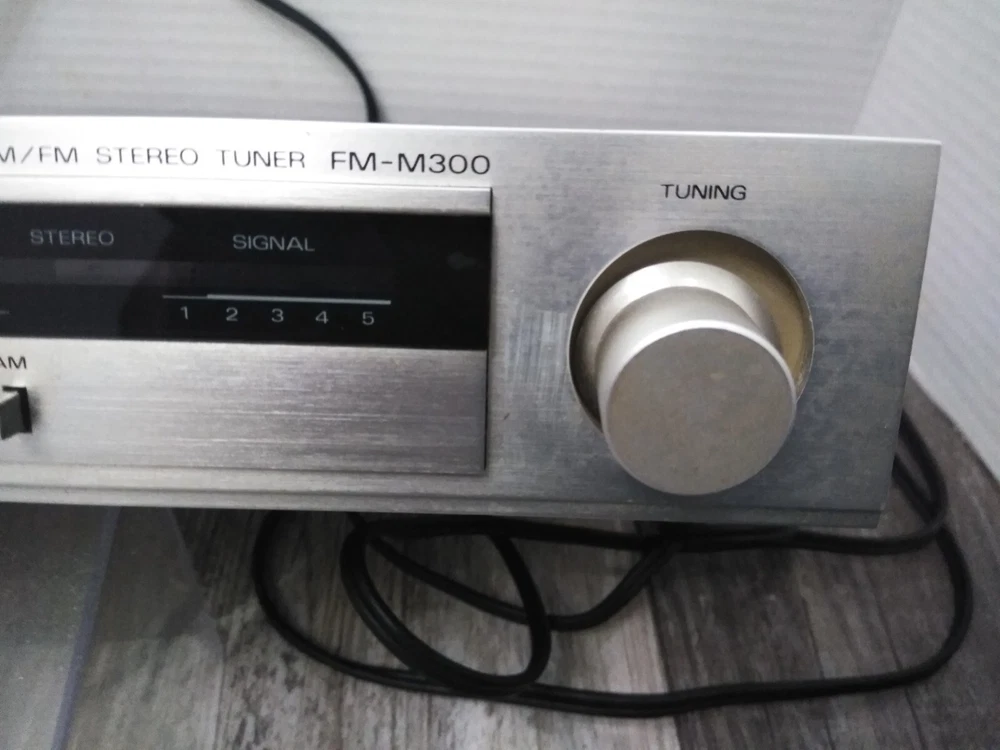 M/FM STEREO TUNER FM-M300
TUNING
STEREO SIGNAL
1 2 3 4 5
AM